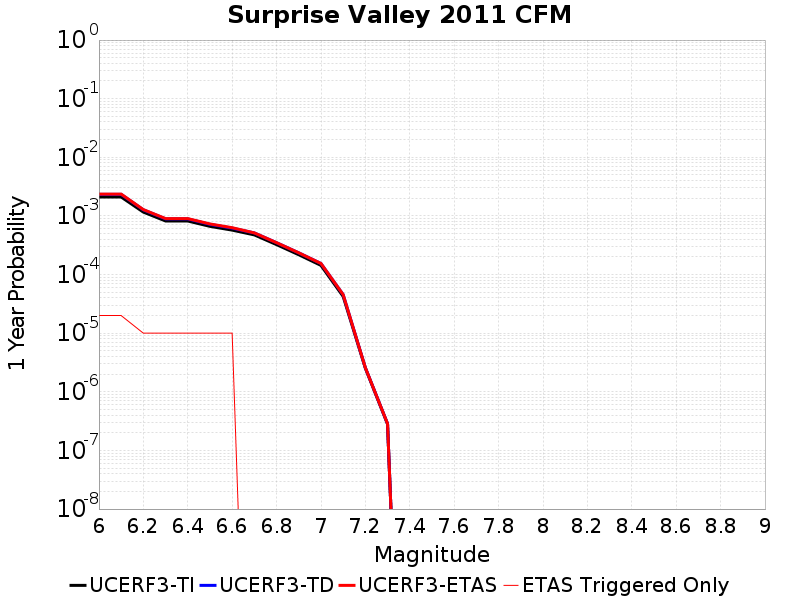 Surprise Valley 2011 CFM
1 Year Probability
10^0
10^-1
10^-2
10^-3
10^-4
10^-5
10^-6
10^-7
10^-8
6 6.2 6.4 6.6 6.8 7 7.2 7.4 7.6 7.8 8 8.2 8.4 8.6 8.8 9
Magnitude
UCERF3-TI UCERF3-TD UCERF3-ETAS ETAS Triggered Only